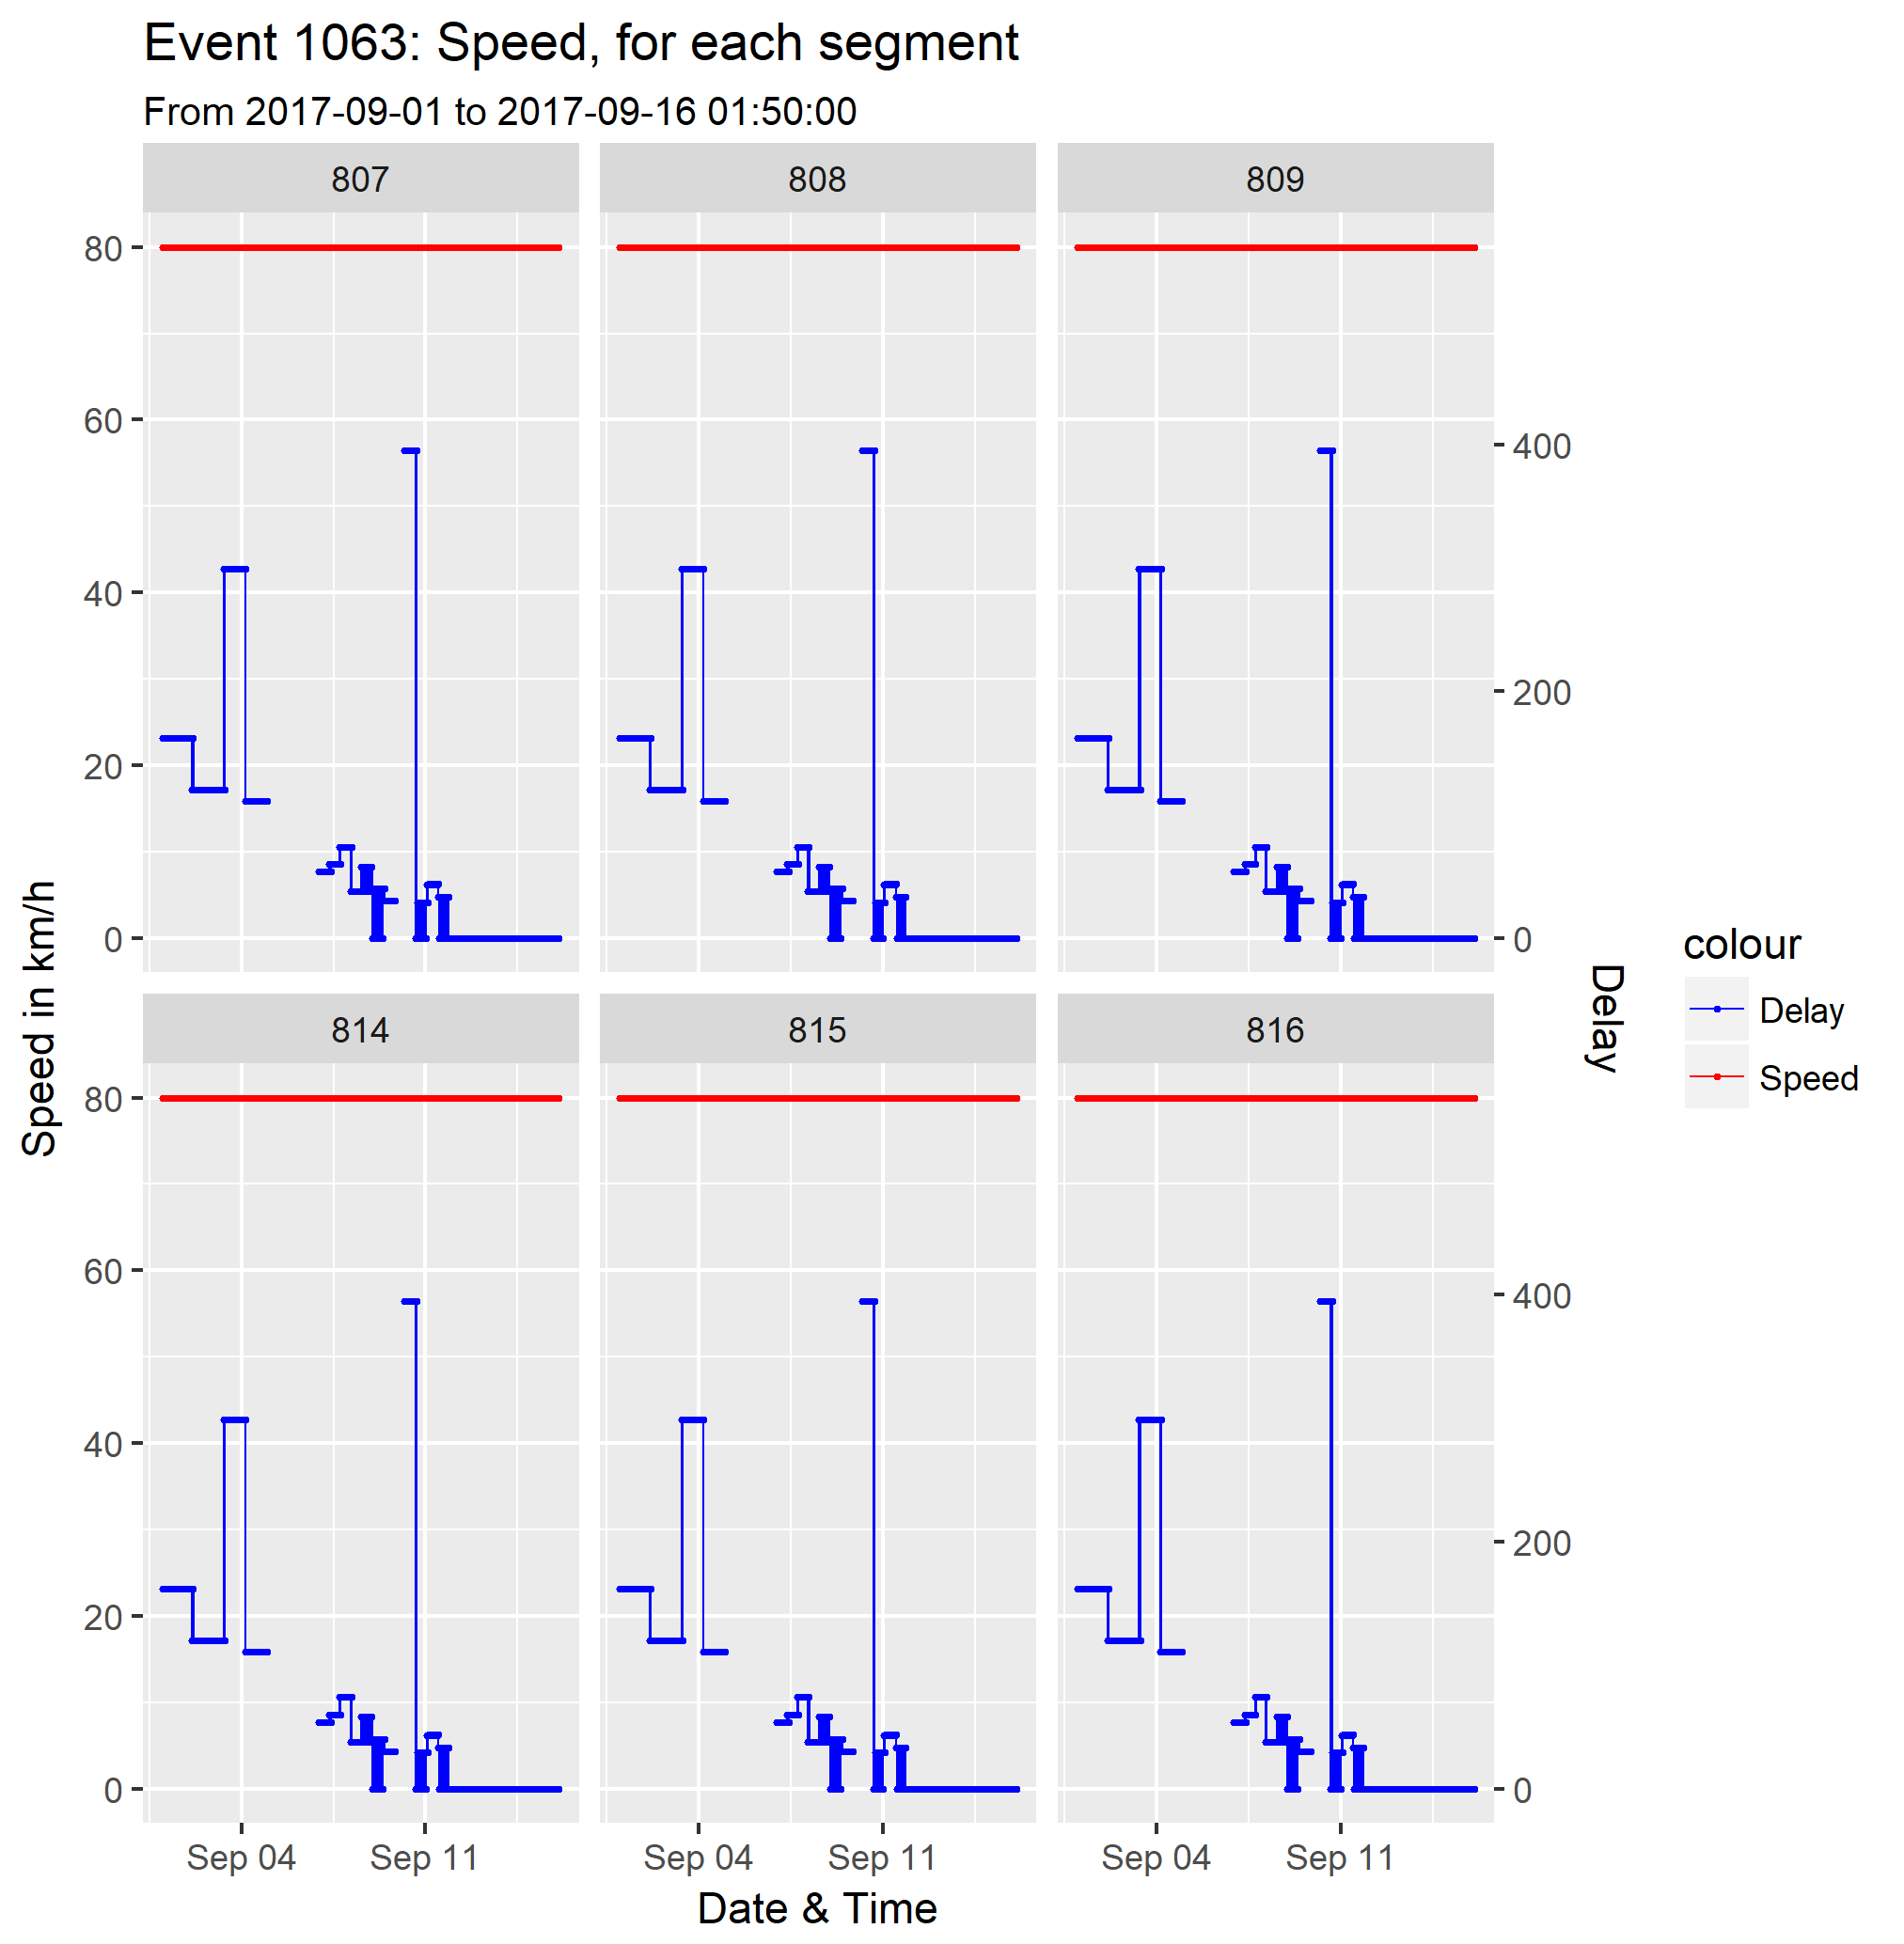 Event 1063: Speed, for each segment
From 2017-09-01 to 2017-09-16 01:50:00
807
808
809
80
60
40
20
0
400
200
0
814
815
816
80
60
40
20
0
400
200
0
Sep 04
Sep 11
Sep 04
Sep 11
Sep 04
Sep 11
Date & Time
Speed in km/h
Delay
colour
Delay
Speed